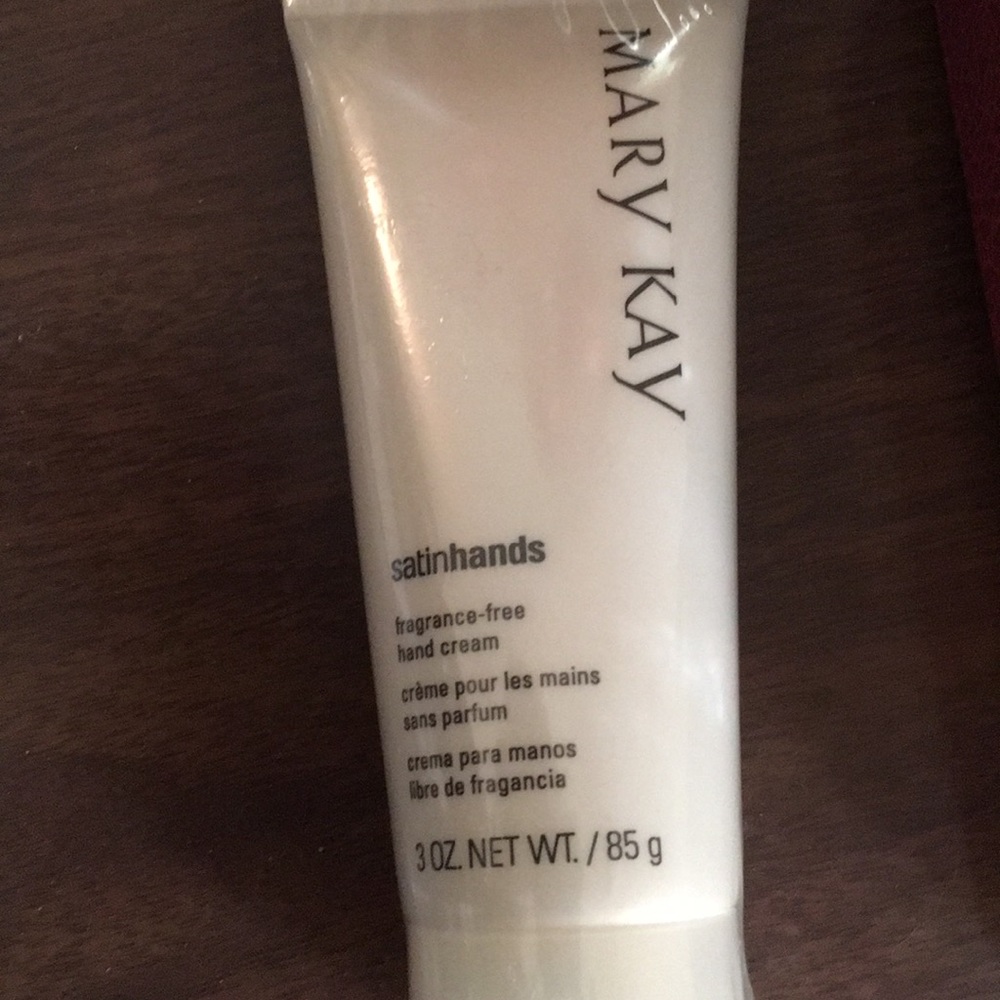 MARY KAY
satinhands
fragrance-free
hand cream
crème pour les mains
sans parfum
crema para manos
libre de fragancia
3 OZ. NET WT. / 85 g